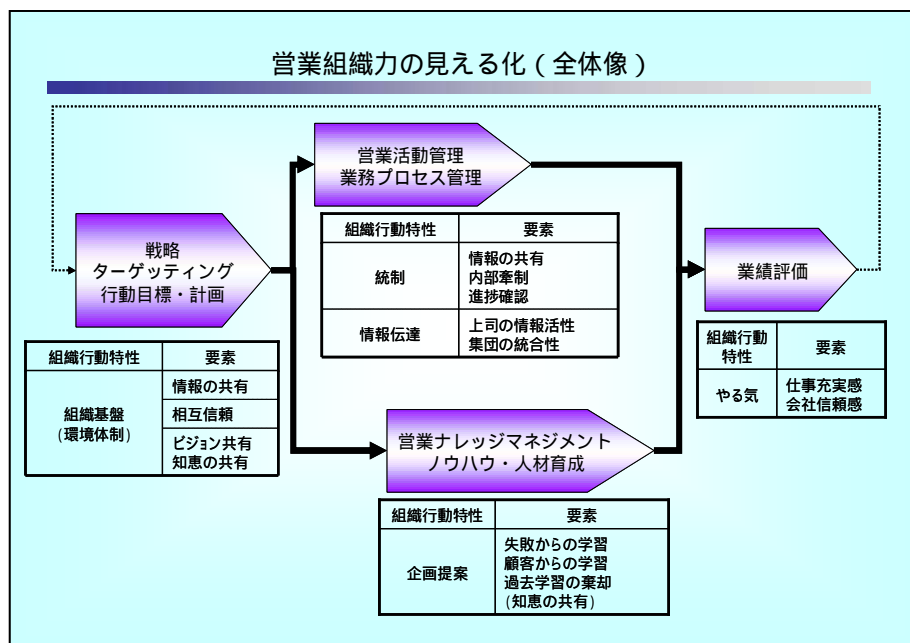 営業組織力の見える化（全体像）
営業活動管理
業務プロセス管理
組織行動特性 要素
統制 情報の共有
内部牽制
進捗確認
情報伝達 上司の情報活性
集団の統合性
戦略
ターゲッティング
行動目標・計画
組織行動特性 要素
組織基盤
(環境体制)
情報の共有
相互信頼
ビジョン共有
知恵の共有
業績評価
組織行動
特性
要素
やる気 仕事充実感
会社信頼感
営業ナレッジマネジメント
ノウハウ・人材育成
組織行動特性 要素
企画提案
失敗からの学習
顧客からの学習
過去学習の棄却
(知恵の共有)